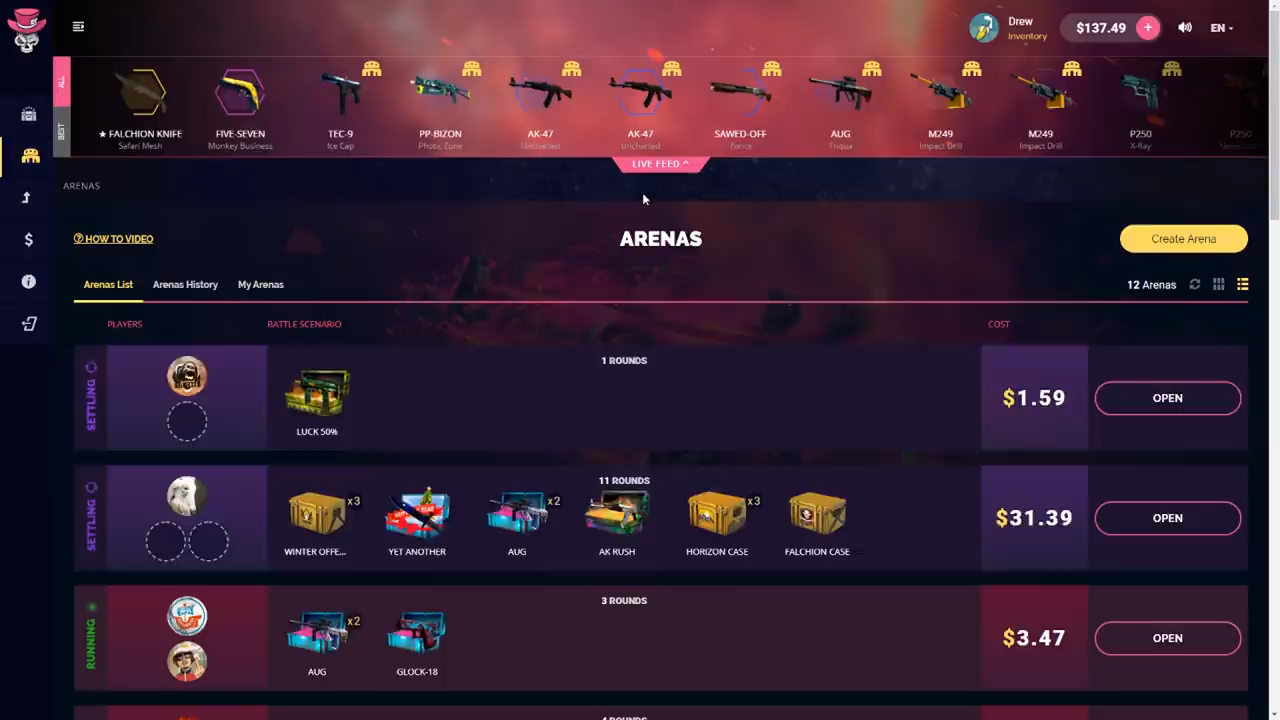 Drew
Inventory
$137.49
+
EN
ALL
BEST
★ FALCHION KNIFE
Safari Mesh
FIVE-SEVEN
Monkey Business
TEC-9
Ice Cap
PP-BIZON
Photic Zone
AK-47
Uncharted
AK-47
Uncharted
SAWED-OFF
Yorick
AUG
Triqua
M249
Impact Drill
M249
Impact Drill
P250
X-Ray
P250
LIVE FEED ^
ARENAS
HOW TO VIDEO
ARENAS
Create Arena
Arenas List
Arenas History
My Arenas
12 Arenas
PLAYERS
BATTLE SCENARIO
COST
SETTLING
1 ROUNDS
LUCK 50%
$1.59
OPEN
SETTLING
11 ROUNDS
x3
x2
x3
WINTER OFFE...
YET ANOTHER
AUG
AK RUSH
HORIZON CASE
FALCHION CASE
$31.39
OPEN
RUNNING
3 ROUNDS
x2
AUG
GLOCK-18
$3.47
OPEN